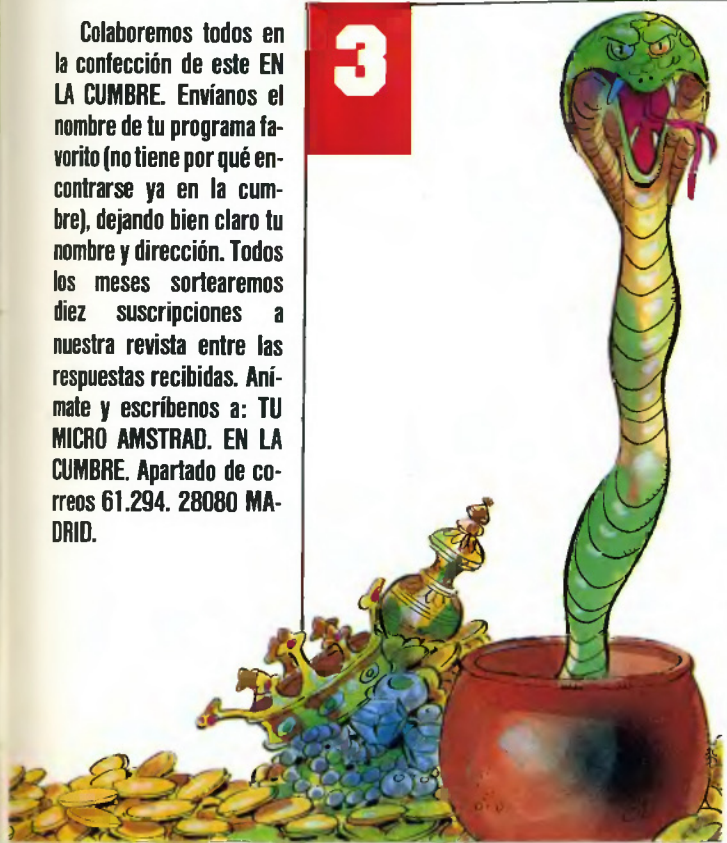 Colaboremos todos en
la confección de este EN
LA CUMBRE. Envíanos el
nombre de tu programa fa-
vorito (no tiene por qué en-
contrarse ya en la cum-
bre), dejando bien claro tu
nombre y dirección. Todos
los meses sortearemos
diez suscripciones a
nuestra revista entre las
respuestas recibidas. Aní-
mate y escríbenos a: TU
MICRO AMSTRAD. EN LA
CUMBRE. Apartado de co-
rreos 61.294. 28080 MA-
DRID.
3